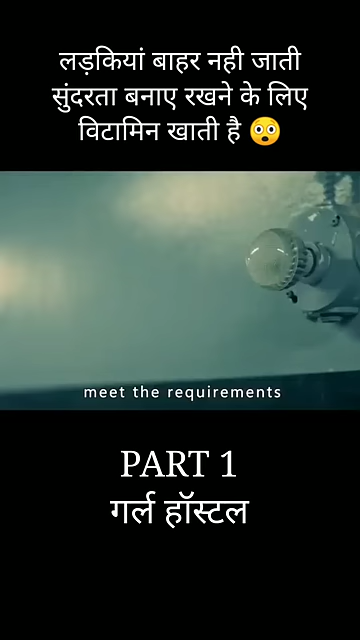 लड़कियां बाहर नही जाती
सुंदरता बनाए रखने के लिए
विटामिन खाती है 😲
meet the requirements
PART 1
गर्ल हॉस्टल